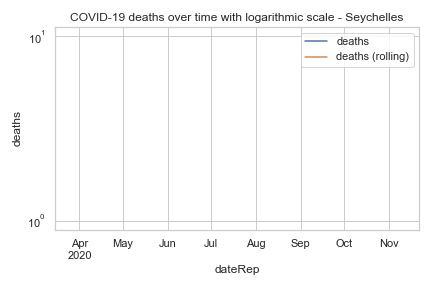 COVID-19 deaths over time with logarithmic scale - Seychelles
10¹
deaths
deaths (rolling)
deaths
10⁰
Apr May Jun Jul Aug Sep Oct Nov
2020
dateRep